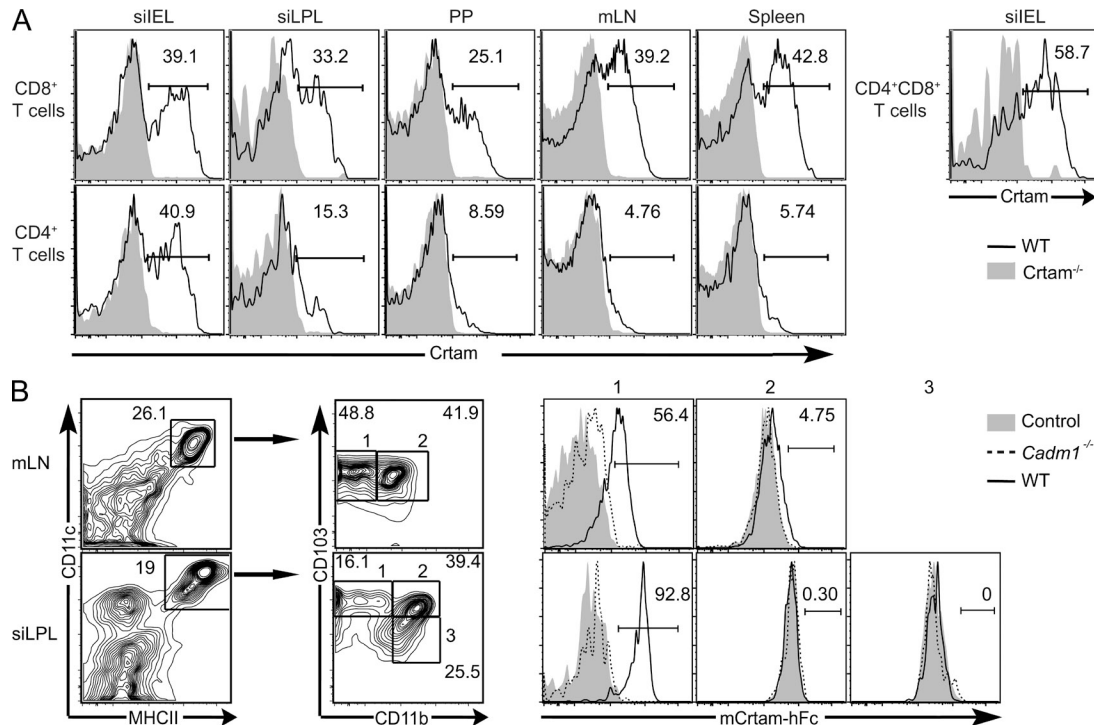 A
siIEL siLPL PP mLN Spleen siIEL
CD8⁺
T cells
39.1 33.2 25.1 39.2 42.8
CD4⁺CD8⁺
T cells
58.7
Crtam
CD4⁺
T cells
40.9 15.3 8.59 4.76 5.74
WT
Crtam⁻/⁻
Crtam
B
1 2 3
mLN
26.1
48.8 41.9
1 2
56.4 4.75
Control
Cadm1⁻/⁻
WT
CD11c
CD103
siLPL
19
16.1 39.4
1 2
3
25.5
92.8 0.30 0
MHCII CD11b mCrtam-hFc